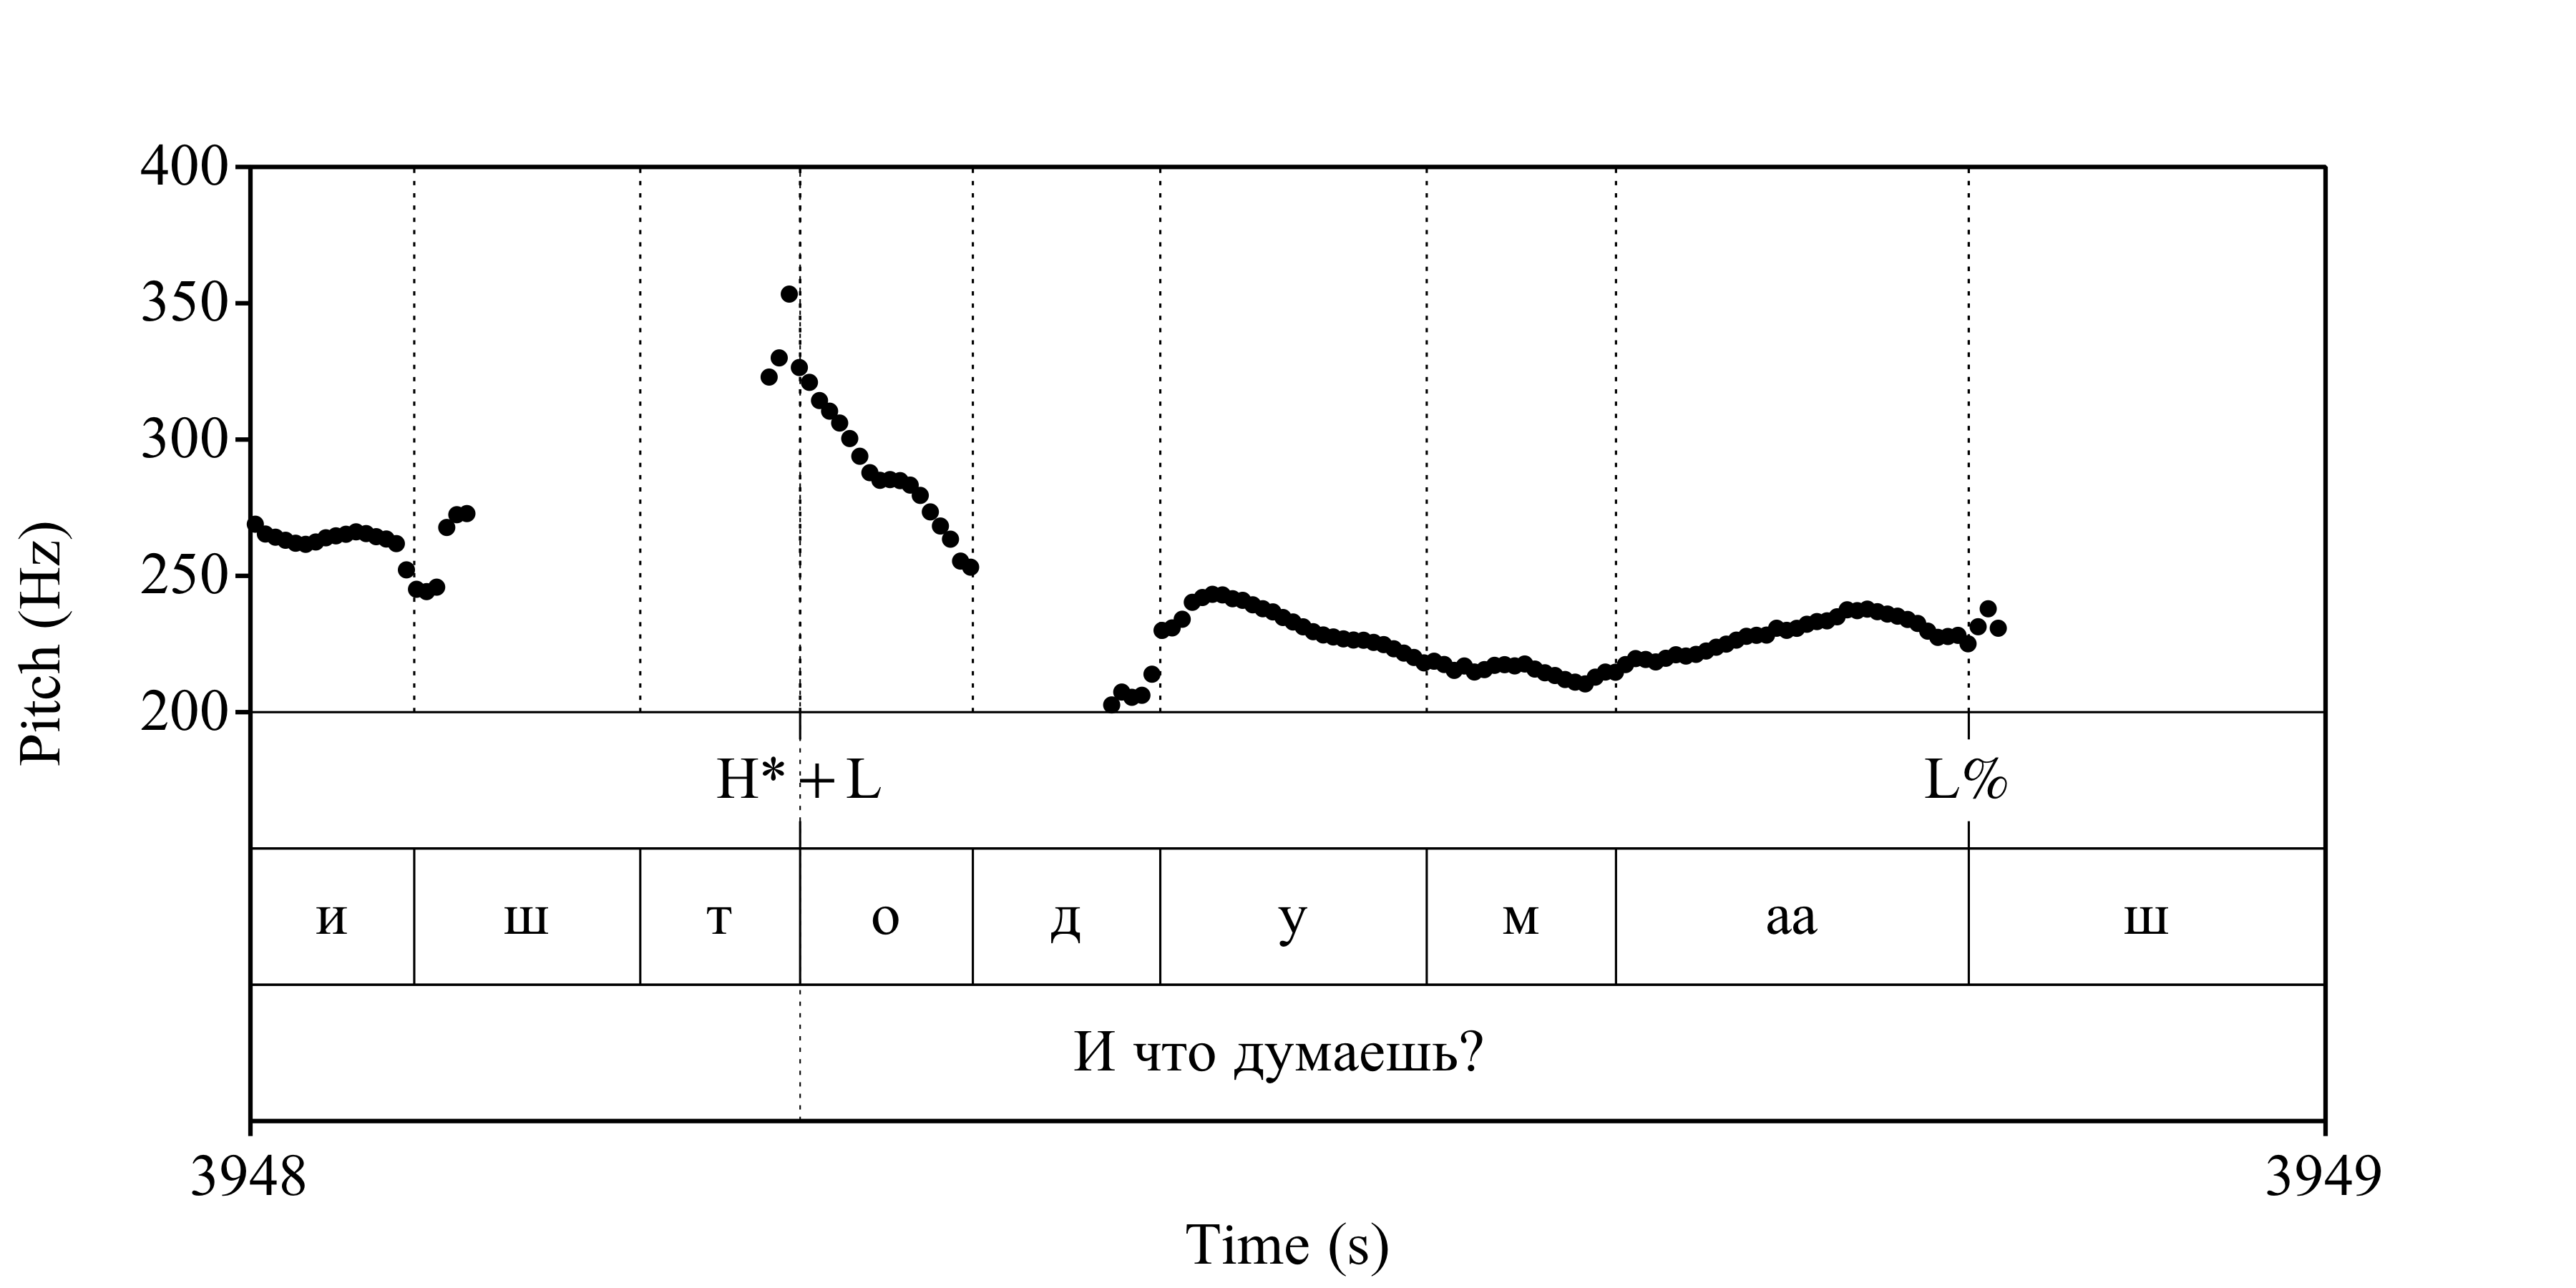 400
350
300
250
200
Pitch (Hz)
H*+L L%
и ш т о д у м аа ш
И что думаешь?
3948 3949
Time (s)